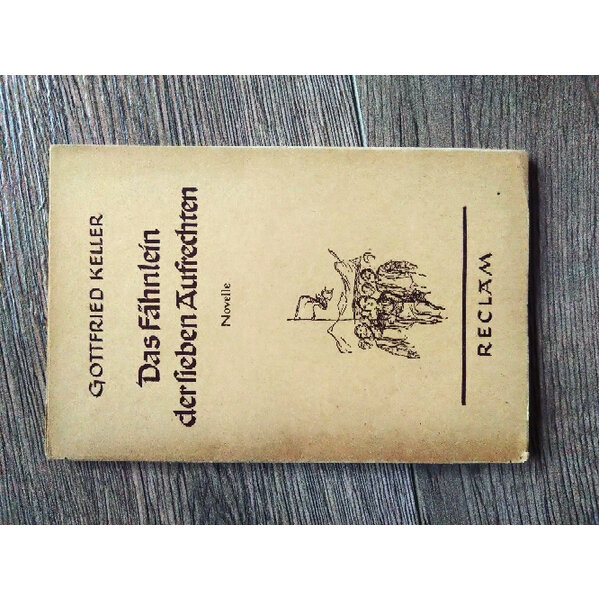 GOTTFRIED KELLER
Das Fähnlein
der sieben Aufrechten
Novelle
RECLAM